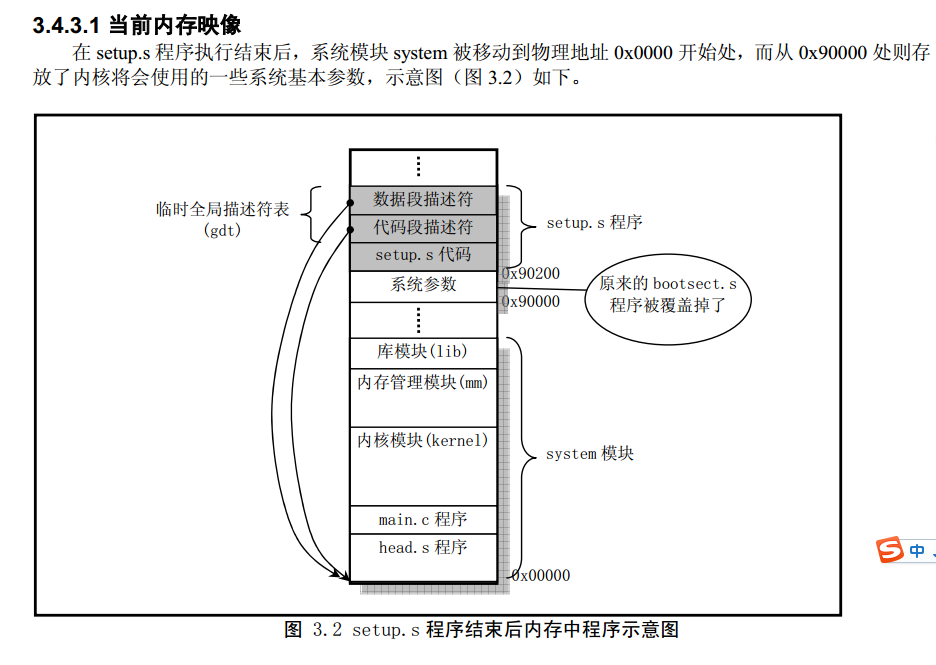 3.4.3.1 当前内存映像
在 setup.s 程序执行结束后，系统模块 system 被移动到物理地址 0x0000 开始处，而从 0x90000 处则存
放了内核将会使用的一些系统基本参数，示意图（图 3.2）如下。
临时全局描述符表
(gdt)
数据段描述符
代码段描述符
setup.s 代码
setup.s 程序
0x90200
系统参数
0x90000
原来的 bootsect.s
程序被覆盖掉了
库模块(lib)
内存管理模块(mm)
内核模块(kernel)
system 模块
main.c 程序
head.s 程序
0x00000
中
图 3.2 setup.s 程序结束后内存中程序示意图